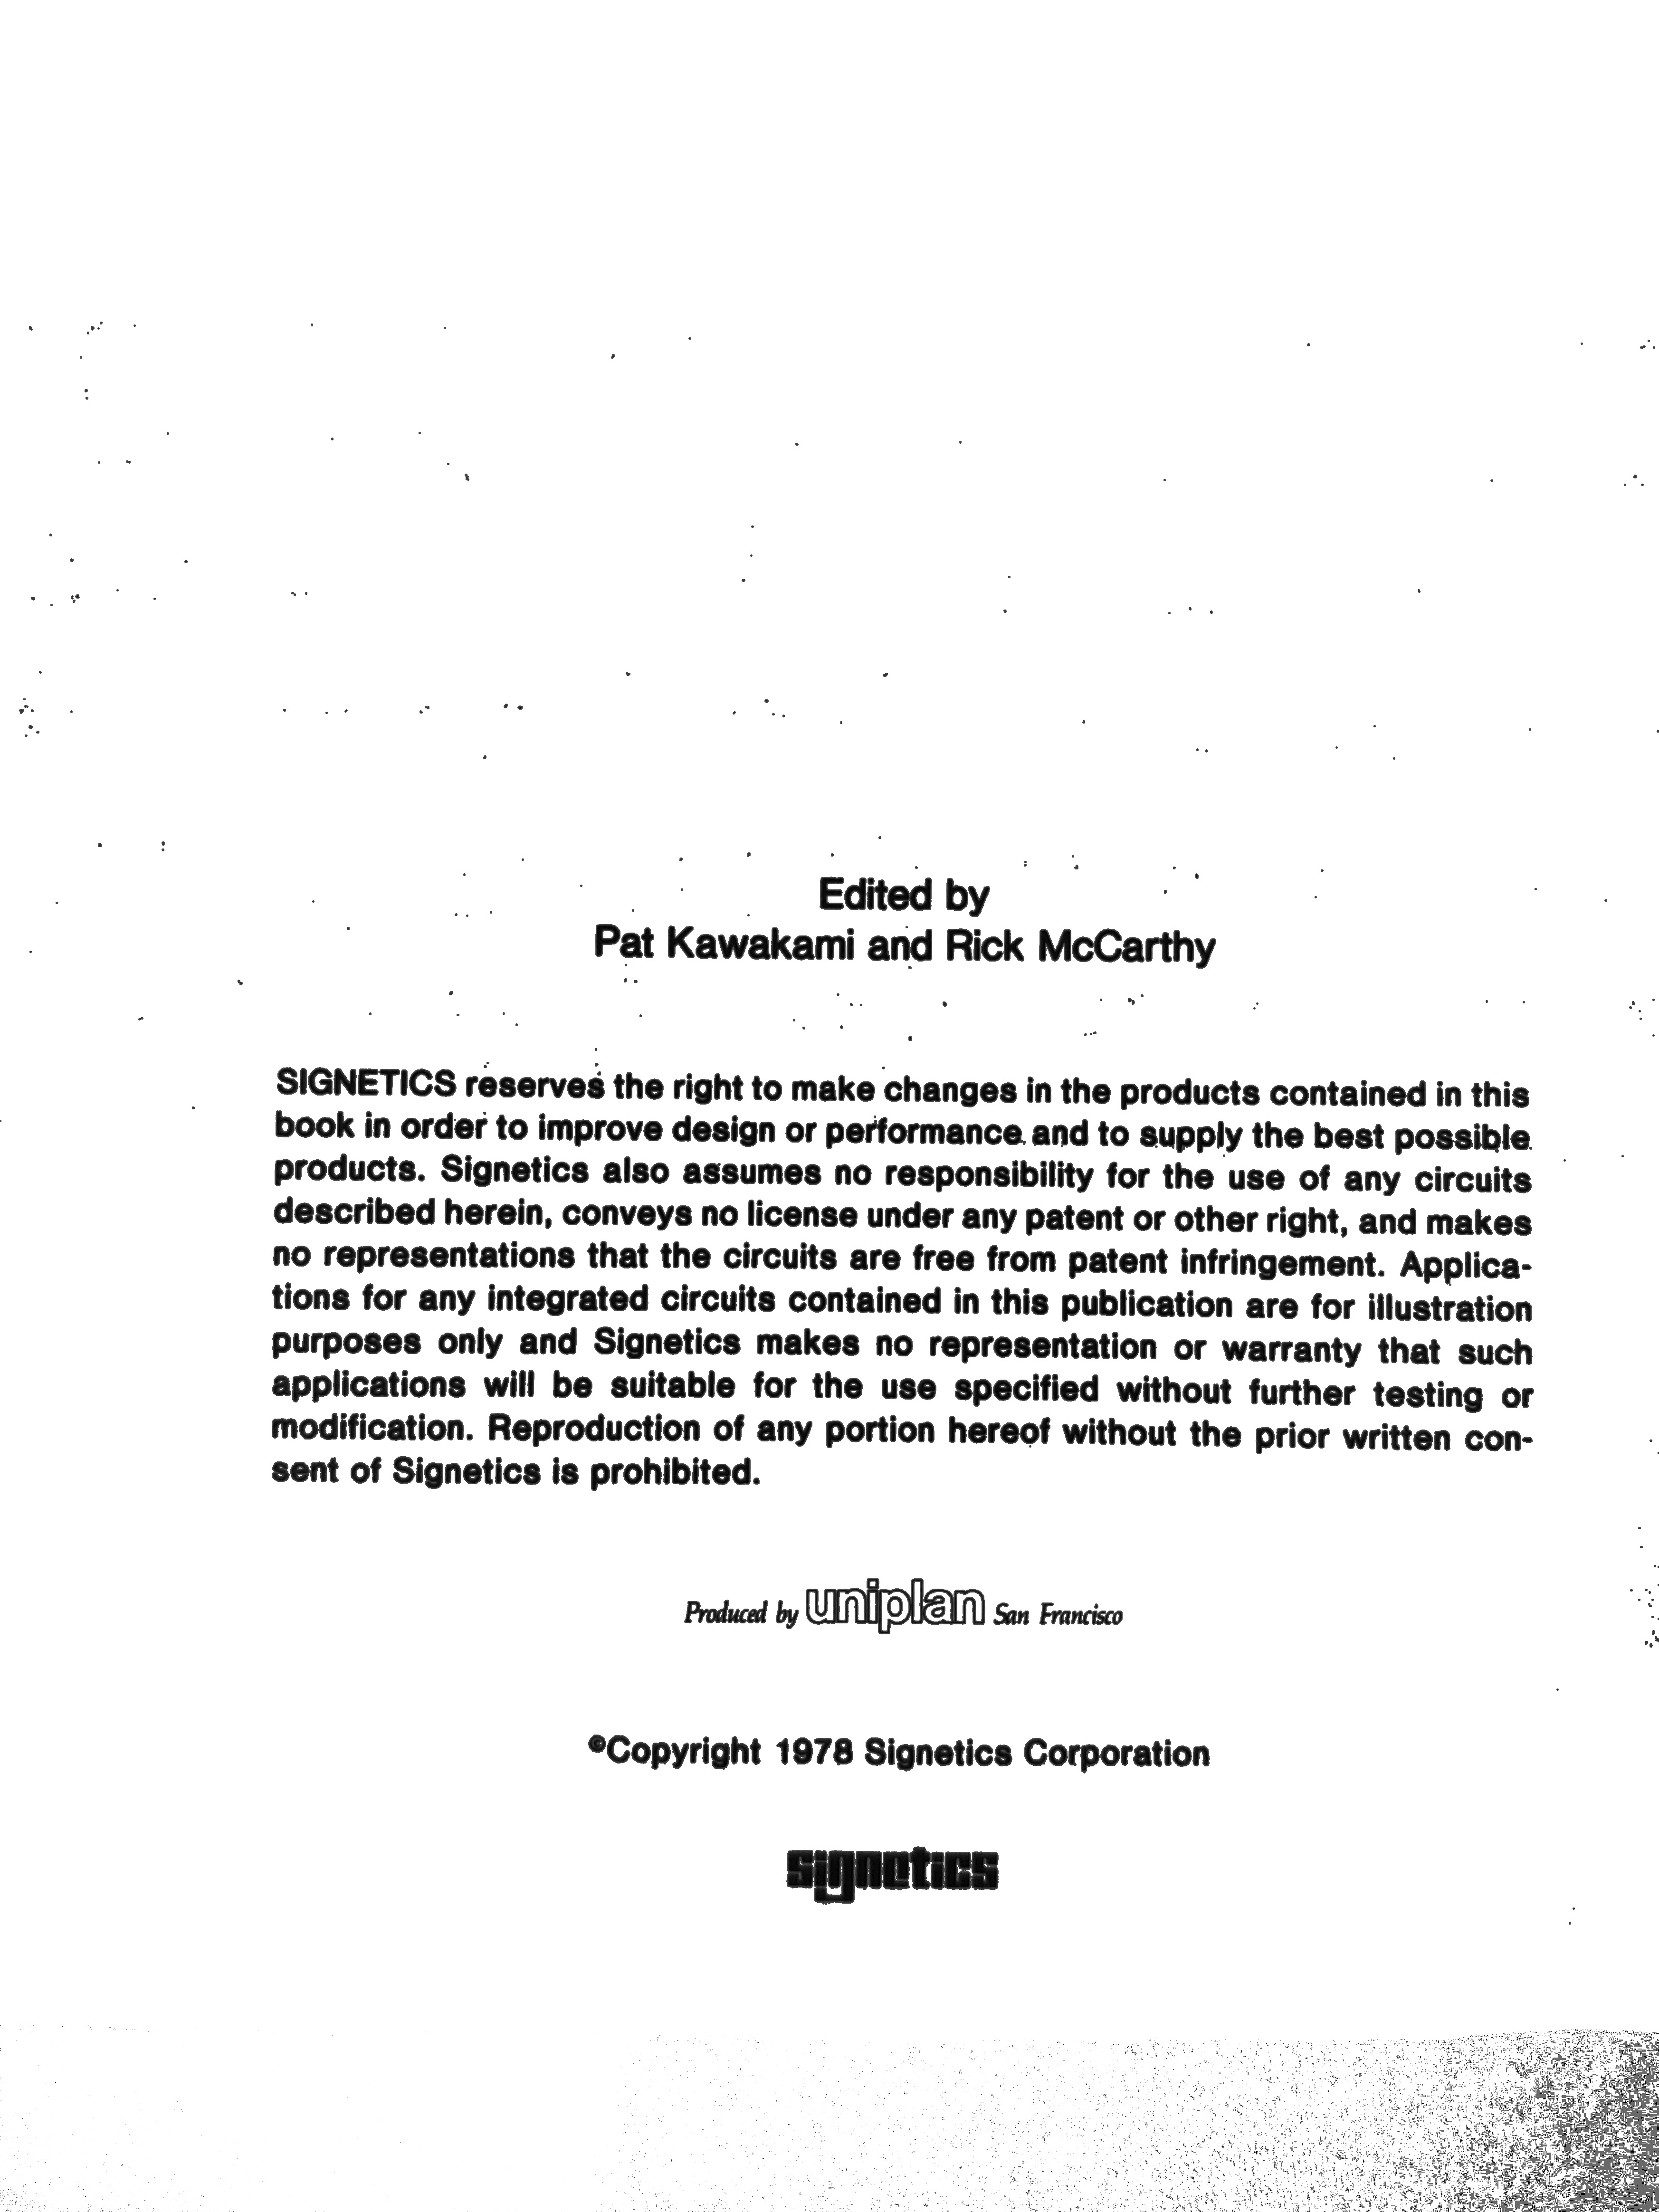 Edited by
Pat Kawakami and Rick McCarthy
SIGNETICS reserves the right to make changes in the products contained in this
book in order to improve design or performance and to supply the best possible
products. Signetics also assumes no responsibility for the use of any circuits
described herein, conveys no license under any patent or other right, and makes
no representations that the circuits are free from patent infringement. Applica-
tions for any integrated circuits contained in this publication are for illustration
purposes only and Signetics makes no representation or warranty that such
applications will be suitable for the use specified without further testing or
modification. Reproduction of any portion hereof without the prior written con-
sent of Signetics is prohibited.
Produced by uniplan San Francisco
©Copyright 1978 Signetics Corporation
signetics